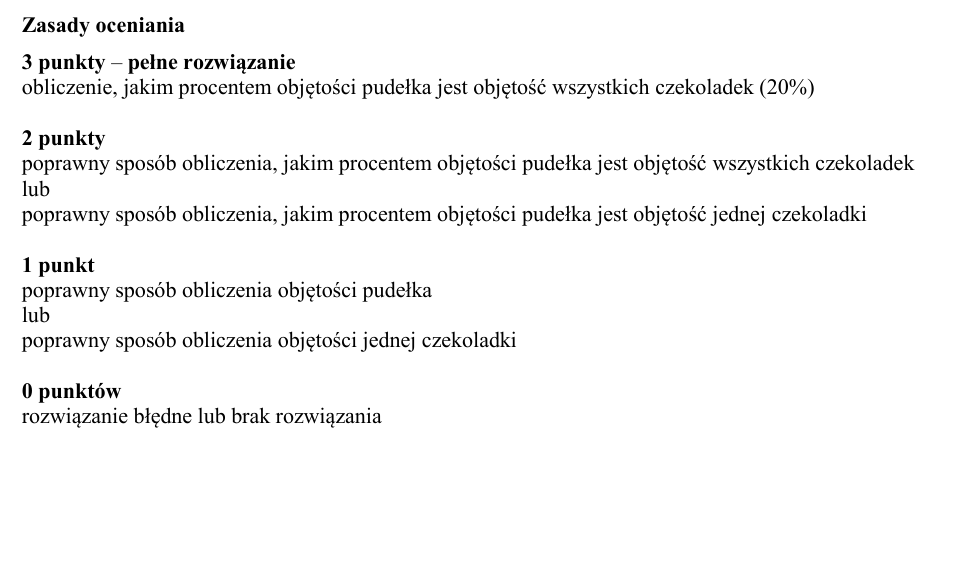 Zasady oceniania
3 punkty – pełne rozwiązanie
obliczenie, jakim procentem objętości pudełka jest objętość wszystkich czekoladek (20%)
2 punkty
poprawny sposób obliczenia, jakim procentem objętości pudełka jest objętość wszystkich czekoladek
lub
poprawny sposób obliczenia, jakim procentem objętości pudełka jest objętość jednej czekoladki
1 punkt
poprawny sposób obliczenia objętości pudełka
lub
poprawny sposób obliczenia objętości jednej czekoladki
0 punktów
rozwiązanie błędne lub brak rozwiązania